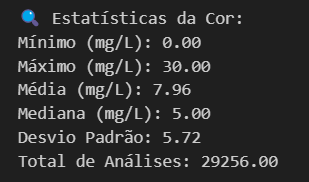 🔍 Estatísticas da Cor:
Mínimo (mg/L): 0.00
Máximo (mg/L): 30.00
Média (mg/L): 7.96
Mediana (mg/L): 5.00
Desvio Padrão: 5.72
Total de Análises: 29256.00